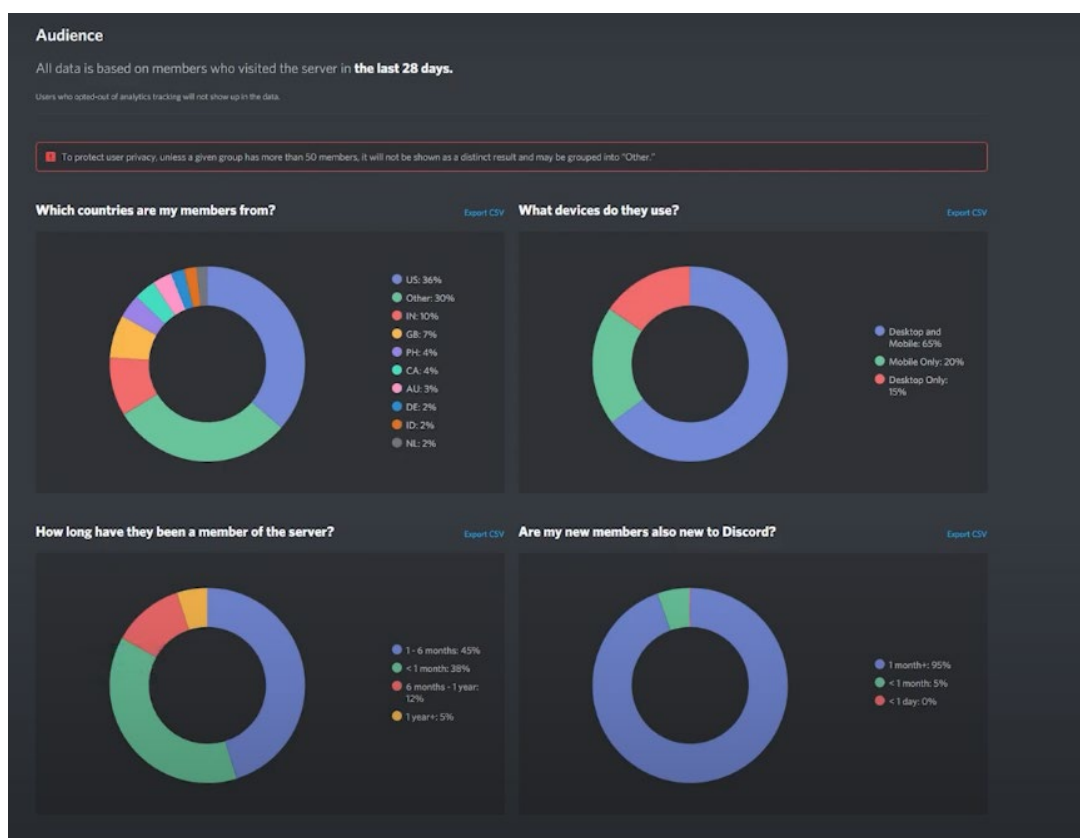 Audience
All data is based on members who visited the server in the last 28 days.
Users who opted-out of analytics tracking will not show up in the data.
To protect user privacy, unless a given group has more than 50 members, it will not be shown as a distinct result and may be grouped into "Other."
Which countries are my members from?
Export CSV
US: 36%
Other: 30%
IN: 10%
GB: 7%
PH: 4%
CA: 4%
AU: 3%
DE: 2%
ID: 2%
NL: 2%
What devices do they use?
Export CSV
Desktop and
Mobile: 65%
Mobile Only: 20%
Desktop Only:
15%
How long have they been a member of the server?
Export CSV
1 - 6 months: 45%
< 1 month: 38%
6 months - 1 year:
12%
1 year+: 5%
Are my new members also new to Discord?
Export CSV
1 month+: 95%
< 1 month: 5%
< 1 day: 0%